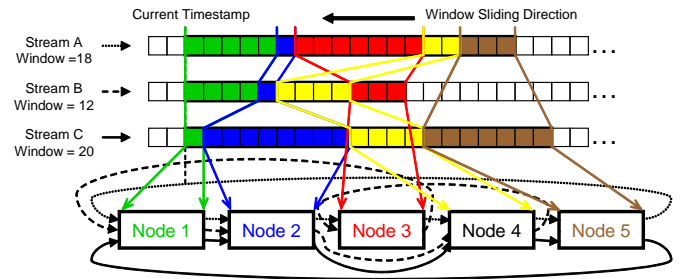 Current Timestamp
Window Sliding Direction
Stream A
Window =18
...
Stream B
Window = 12
...
Stream C
Window = 20
...
Node 1
Node 2
Node 3
Node 4
Node 5